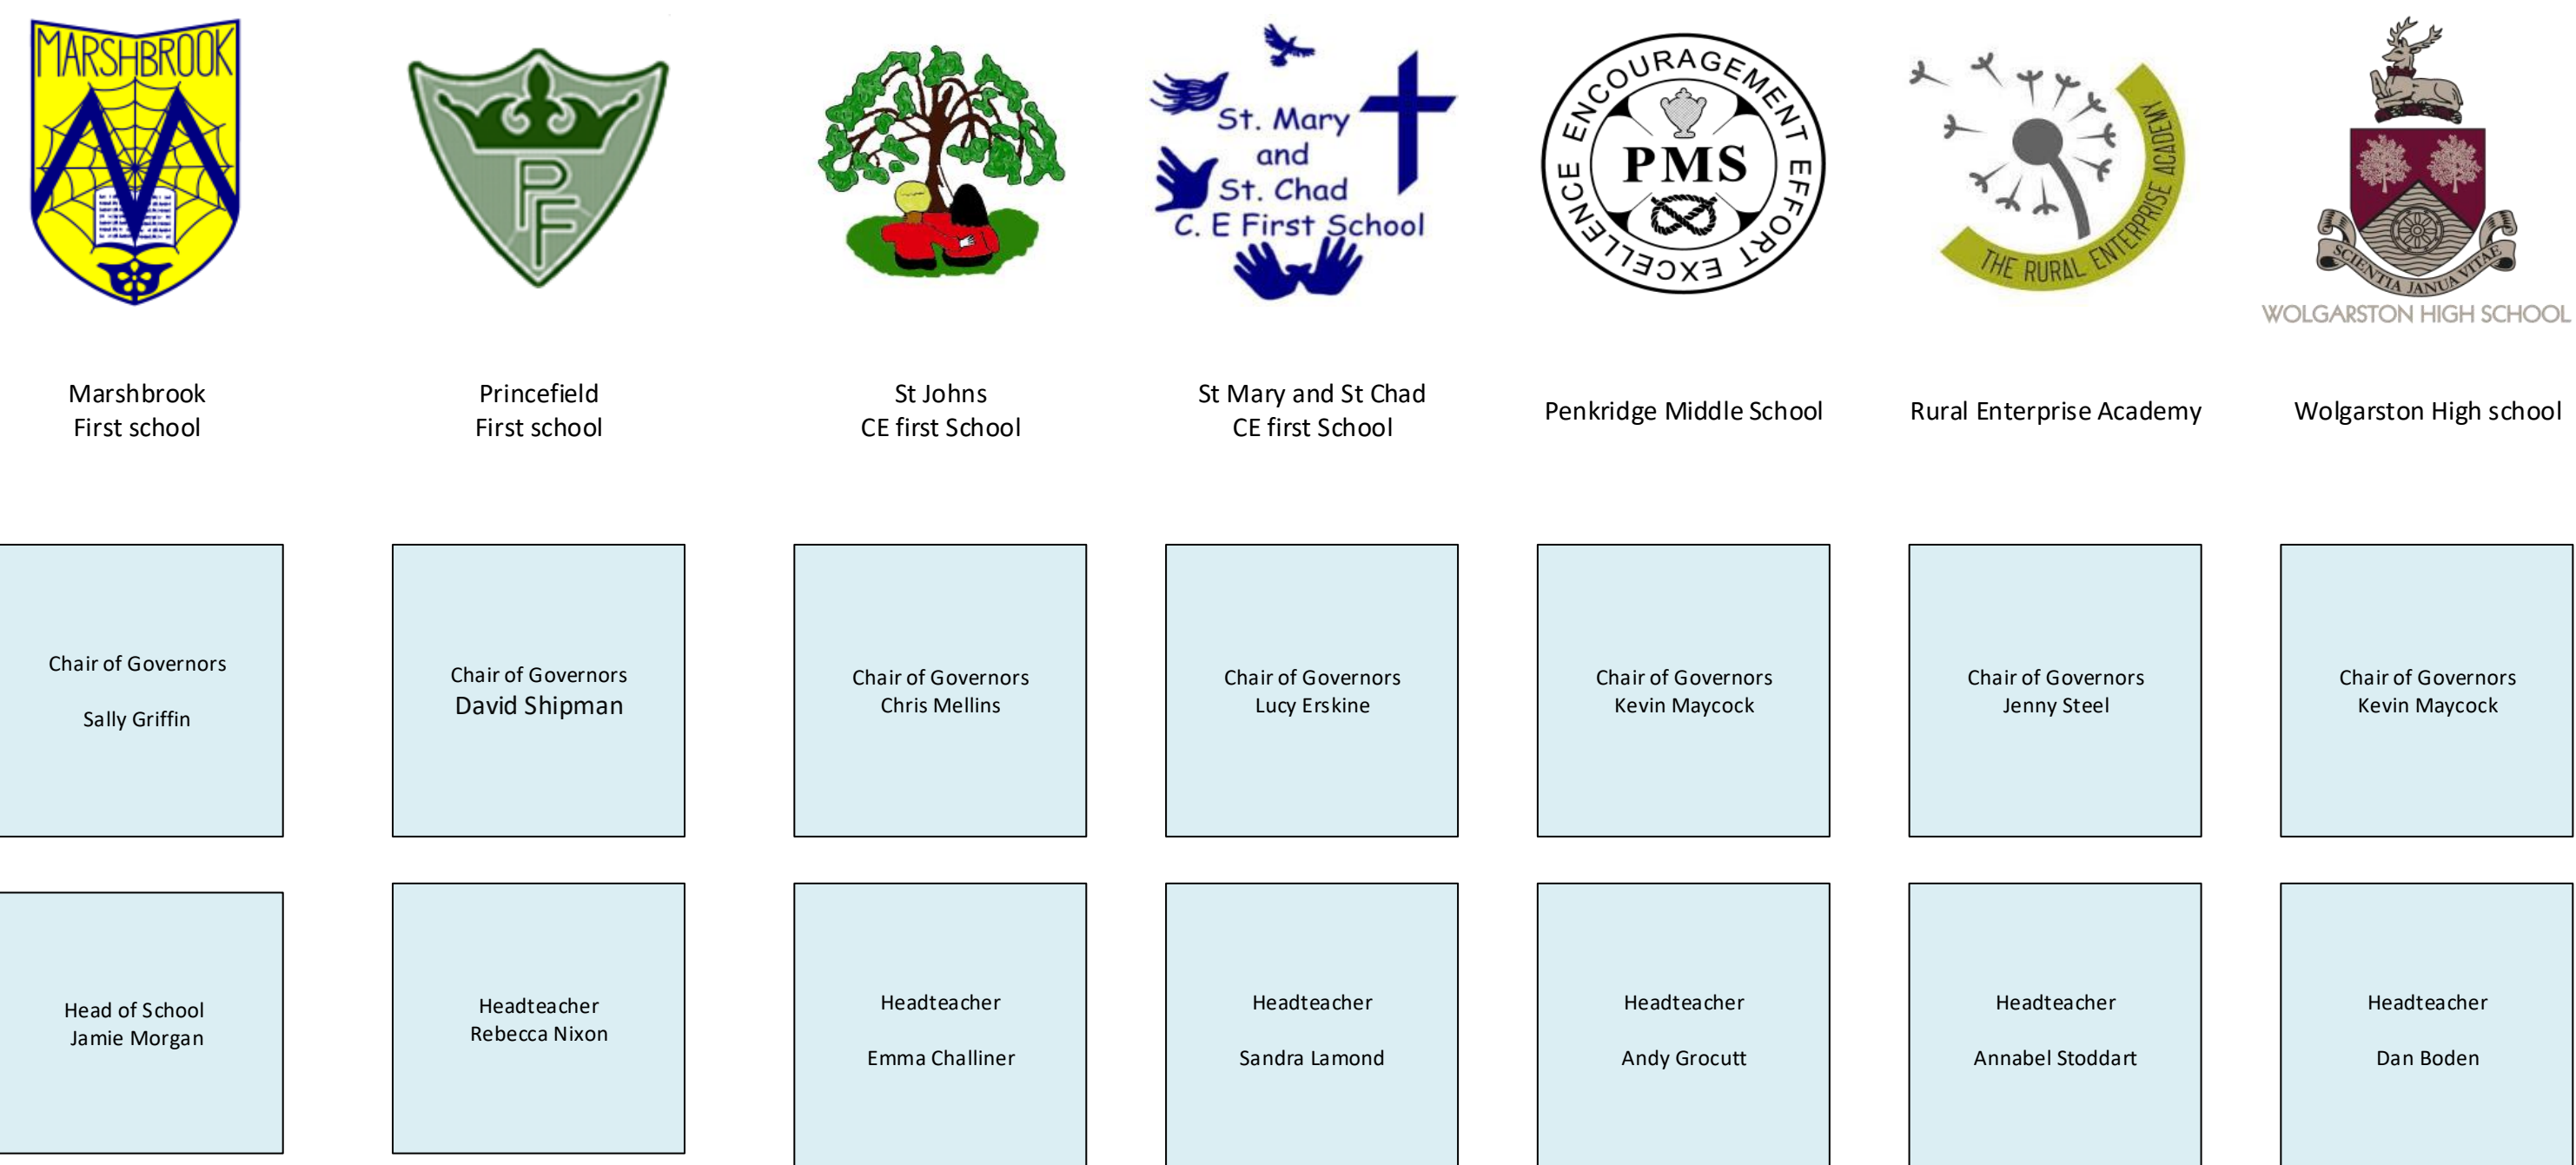 MARSHBROOK
PF
St. Mary
and
St. Chad
C. E First School
ENCOURAGEMENT EFFORT EXCELLENCE
PMS
THE RURAL ENTERPRISE ACADEMY
SCIENTIA JANUA VITAE
WOLGARSTON HIGH SCHOOL
Marshbrook
First school
Princefield
First school
St Johns
CE first School
St Mary and St Chad
CE first School
Penkridge Middle School
Rural Enterprise Academy
Wolgarston High school
Chair of Governors
Sally Griffin
Chair of Governors
David Shipman
Chair of Governors
Chris Mellins
Chair of Governors
Lucy Erskine
Chair of Governors
Kevin Maycock
Chair of Governors
Jenny Steel
Chair of Governors
Kevin Maycock
Head of School
Jamie Morgan
Headteacher
Rebecca Nixon
Headteacher
Emma Challiner
Headteacher
Sandra Lamond
Headteacher
Andy Grocutt
Headteacher
Annabel Stoddart
Headteacher
Dan Boden